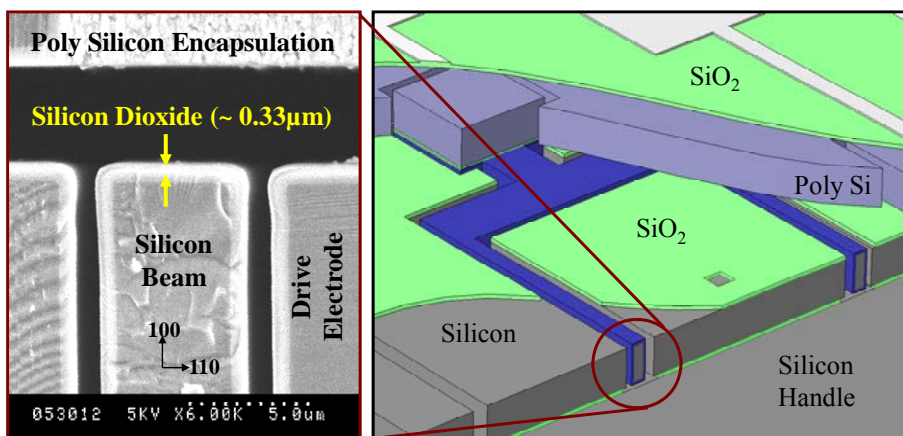 Poly Silicon Encapsulation
Silicon Dioxide (~ 0.33µm)
Silicon
Beam
Drive
Electrode
100
110
053012 5KV X6.00K 5.0um
SiO₂
Poly Si
SiO₂
Silicon
Silicon
Handle